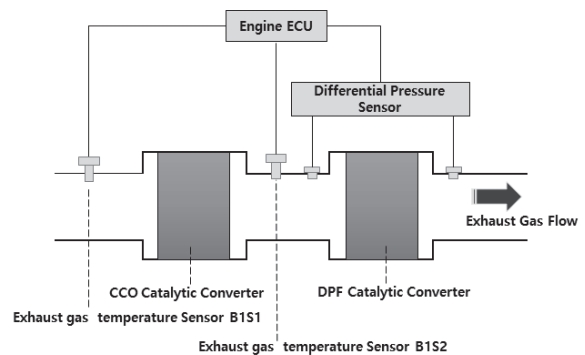 Engine ECU
Differential Pressure
Sensor
Exhaust Gas Flow
CCO Catalytic Converter
DPF Catalytic Converter
Exhaust gas temperature Sensor B1S1
Exhaust gas temperature Sensor B1S2